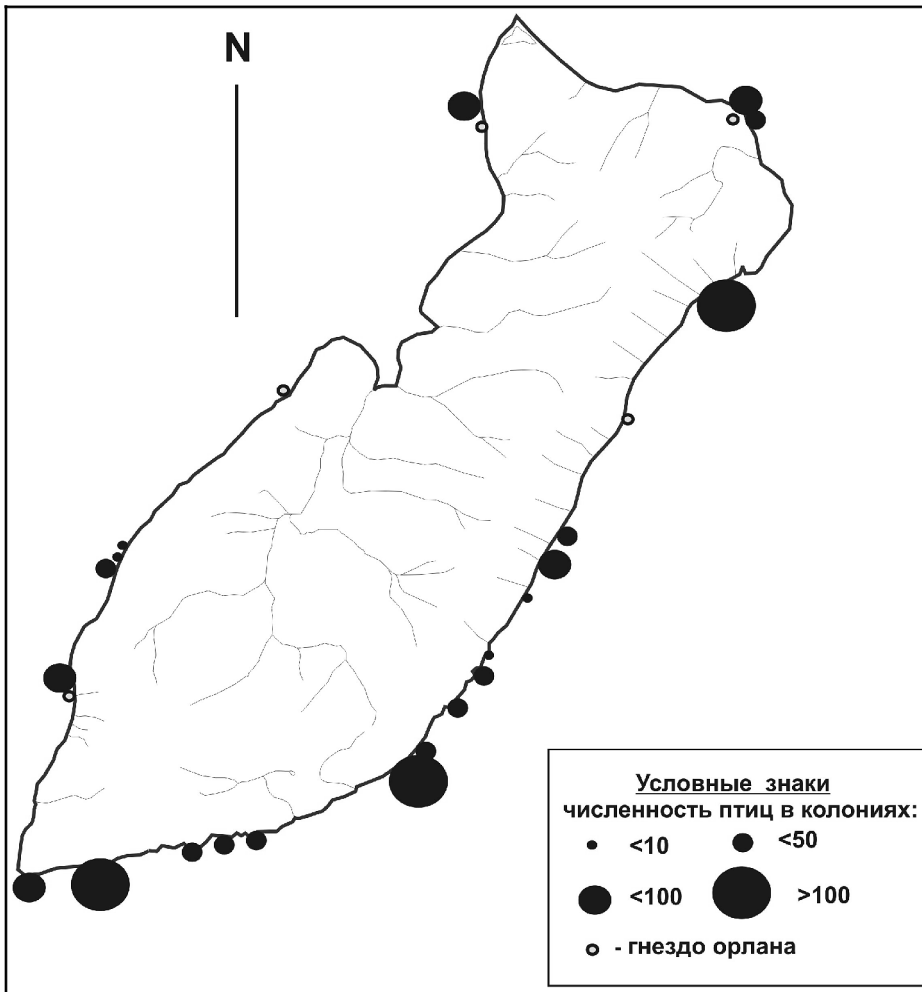 N
Условные знаки
численность птиц в колониях:
<10 <50
<100 >100
- гнездо орлана